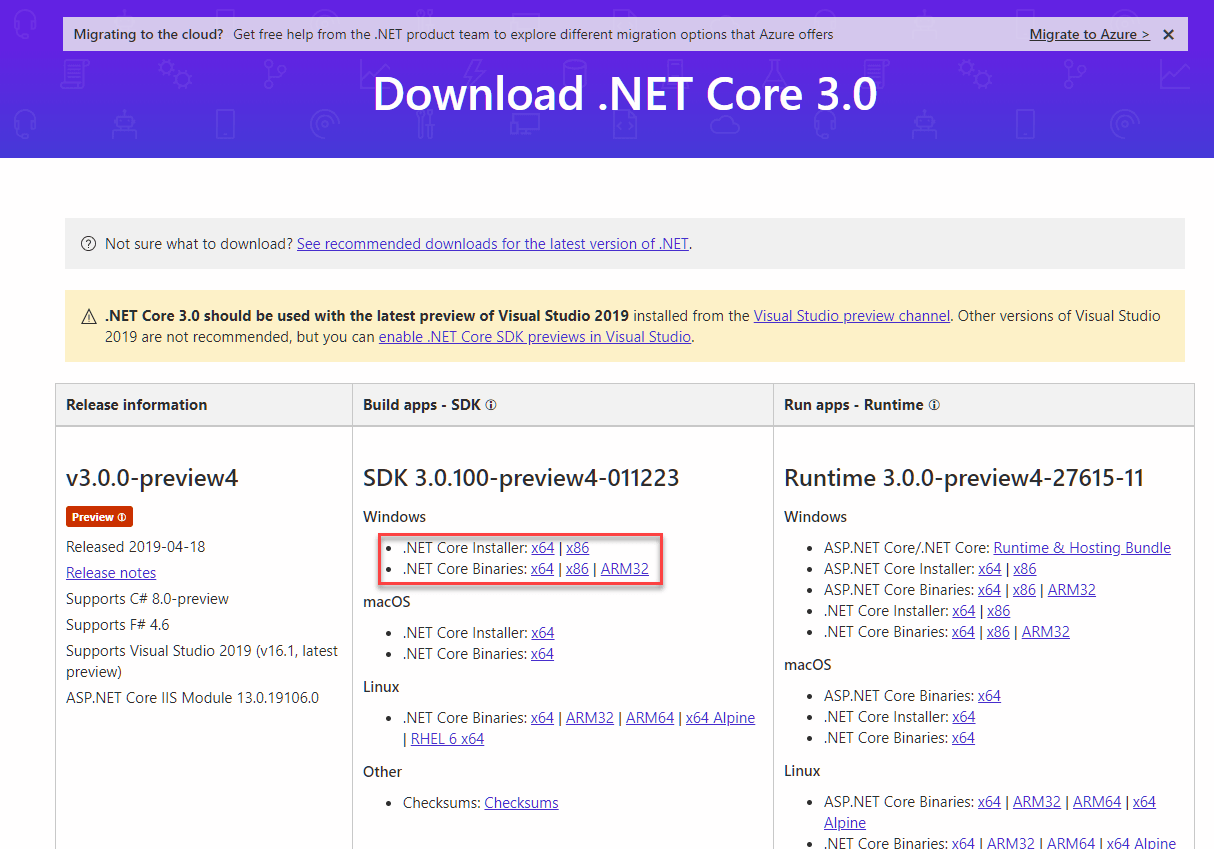 Migrating to the cloud? Get free help from the .NET product team to explore different migration options that Azure offers Migrate to Azure > ✕
Download .NET Core 3.0
Not sure what to download? See recommended downloads for the latest version of .NET.
.NET Core 3.0 should be used with the latest preview of Visual Studio 2019 installed from the Visual Studio preview channel. Other versions of Visual Studio
2019 are not recommended, but you can enable .NET Core SDK previews in Visual Studio.
Release information
Build apps - SDK
Run apps - Runtime
v3.0.0-preview4
Preview
Released 2019-04-18
Release notes
Supports C# 8.0-preview
Supports F# 4.6
Supports Visual Studio 2019 (v16.1, latest
preview)
ASP.NET Core IIS Module 13.0.19106.0
SDK 3.0.100-preview4-011223
Windows
• .NET Core Installer: x64 | x86
• .NET Core Binaries: x64 | x86 | ARM32
macOS
• .NET Core Installer: x64
• .NET Core Binaries: x64
Linux
• .NET Core Binaries: x64 | ARM32 | ARM64 | x64 Alpine
| RHEL 6 x64
Other
• Checksums: Checksums
Runtime 3.0.0-preview4-27615-11
Windows
• ASP.NET Core/.NET Core: Runtime & Hosting Bundle
• ASP.NET Core Installer: x64 | x86
• ASP.NET Core Binaries: x64 | x86 | ARM32
• .NET Core Installer: x64 | x86
• .NET Core Binaries: x64 | x86 | ARM32
macOS
• ASP.NET Core Binaries: x64
• .NET Core Installer: x64
• .NET Core Binaries: x64
Linux
• ASP.NET Core Binaries: x64 | ARM32 | ARM64 | x64
Alpine
• .NET Core Binaries: x64 | ARM32 | ARM64 | x64 Alpine